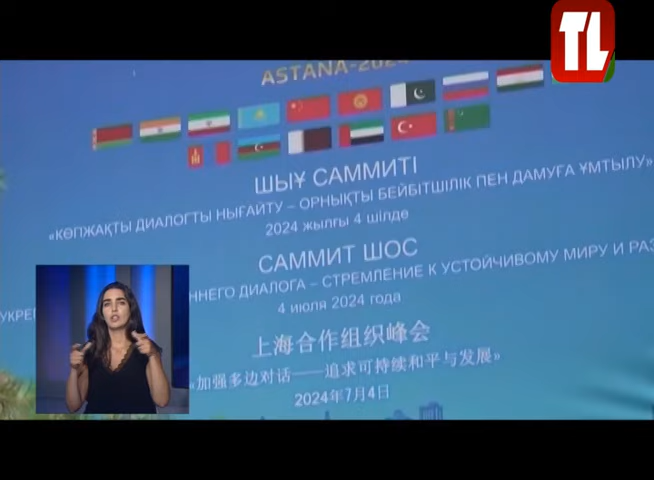 TL
ASTANA-2024
ШЫҰ САММИТІ
«КӨПЖАҚТЫ ДИАЛОГТЫ НЫҒАЙТУ – ОРНЫҚТЫ БЕЙБІТШІЛІК ПЕН ДАМУҒА ҰМТЫЛУ»
2024 жылғы 4 шілде
САММИТ ШОС
ДИАЛОГА – СТРЕМЛЕНИЕ К УСТОЙЧИВОМУ МИРУ И
4 июля 2024 года
上海合作组织峰会
«加强多边对话——追求可持续和平与发展»
2024年7月4日